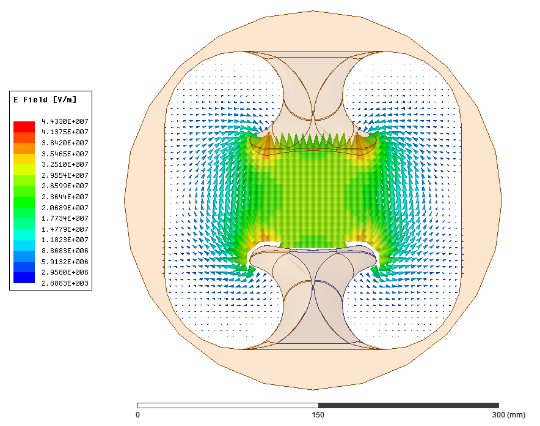 E Field [V/m]
4.4330E+007
4.1375E+007
3.8420E+007
3.5465E+007
3.2510E+007
2.9554E+007
2.6599E+007
2.3644E+007
2.0689E+007
1.7734E+007
1.4779E+007
1.1823E+007
8.8683E+006
5.9132E+006
2.9580E+006
2.8883E+003
0
150
300 (mm)